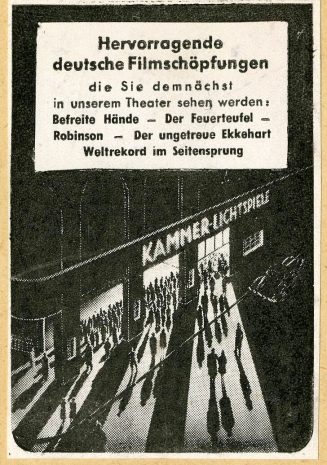 Hervorragende
deutsche Filmschöpfungen
die Sie demnächst
in unserem Theater sehen werden:
Befreite Hände — Der Feuerteufel —
Robinson — Der ungetreue Ekkehart
Weltrekord im Seitensprung
KAMMER-LICHTSPIELE